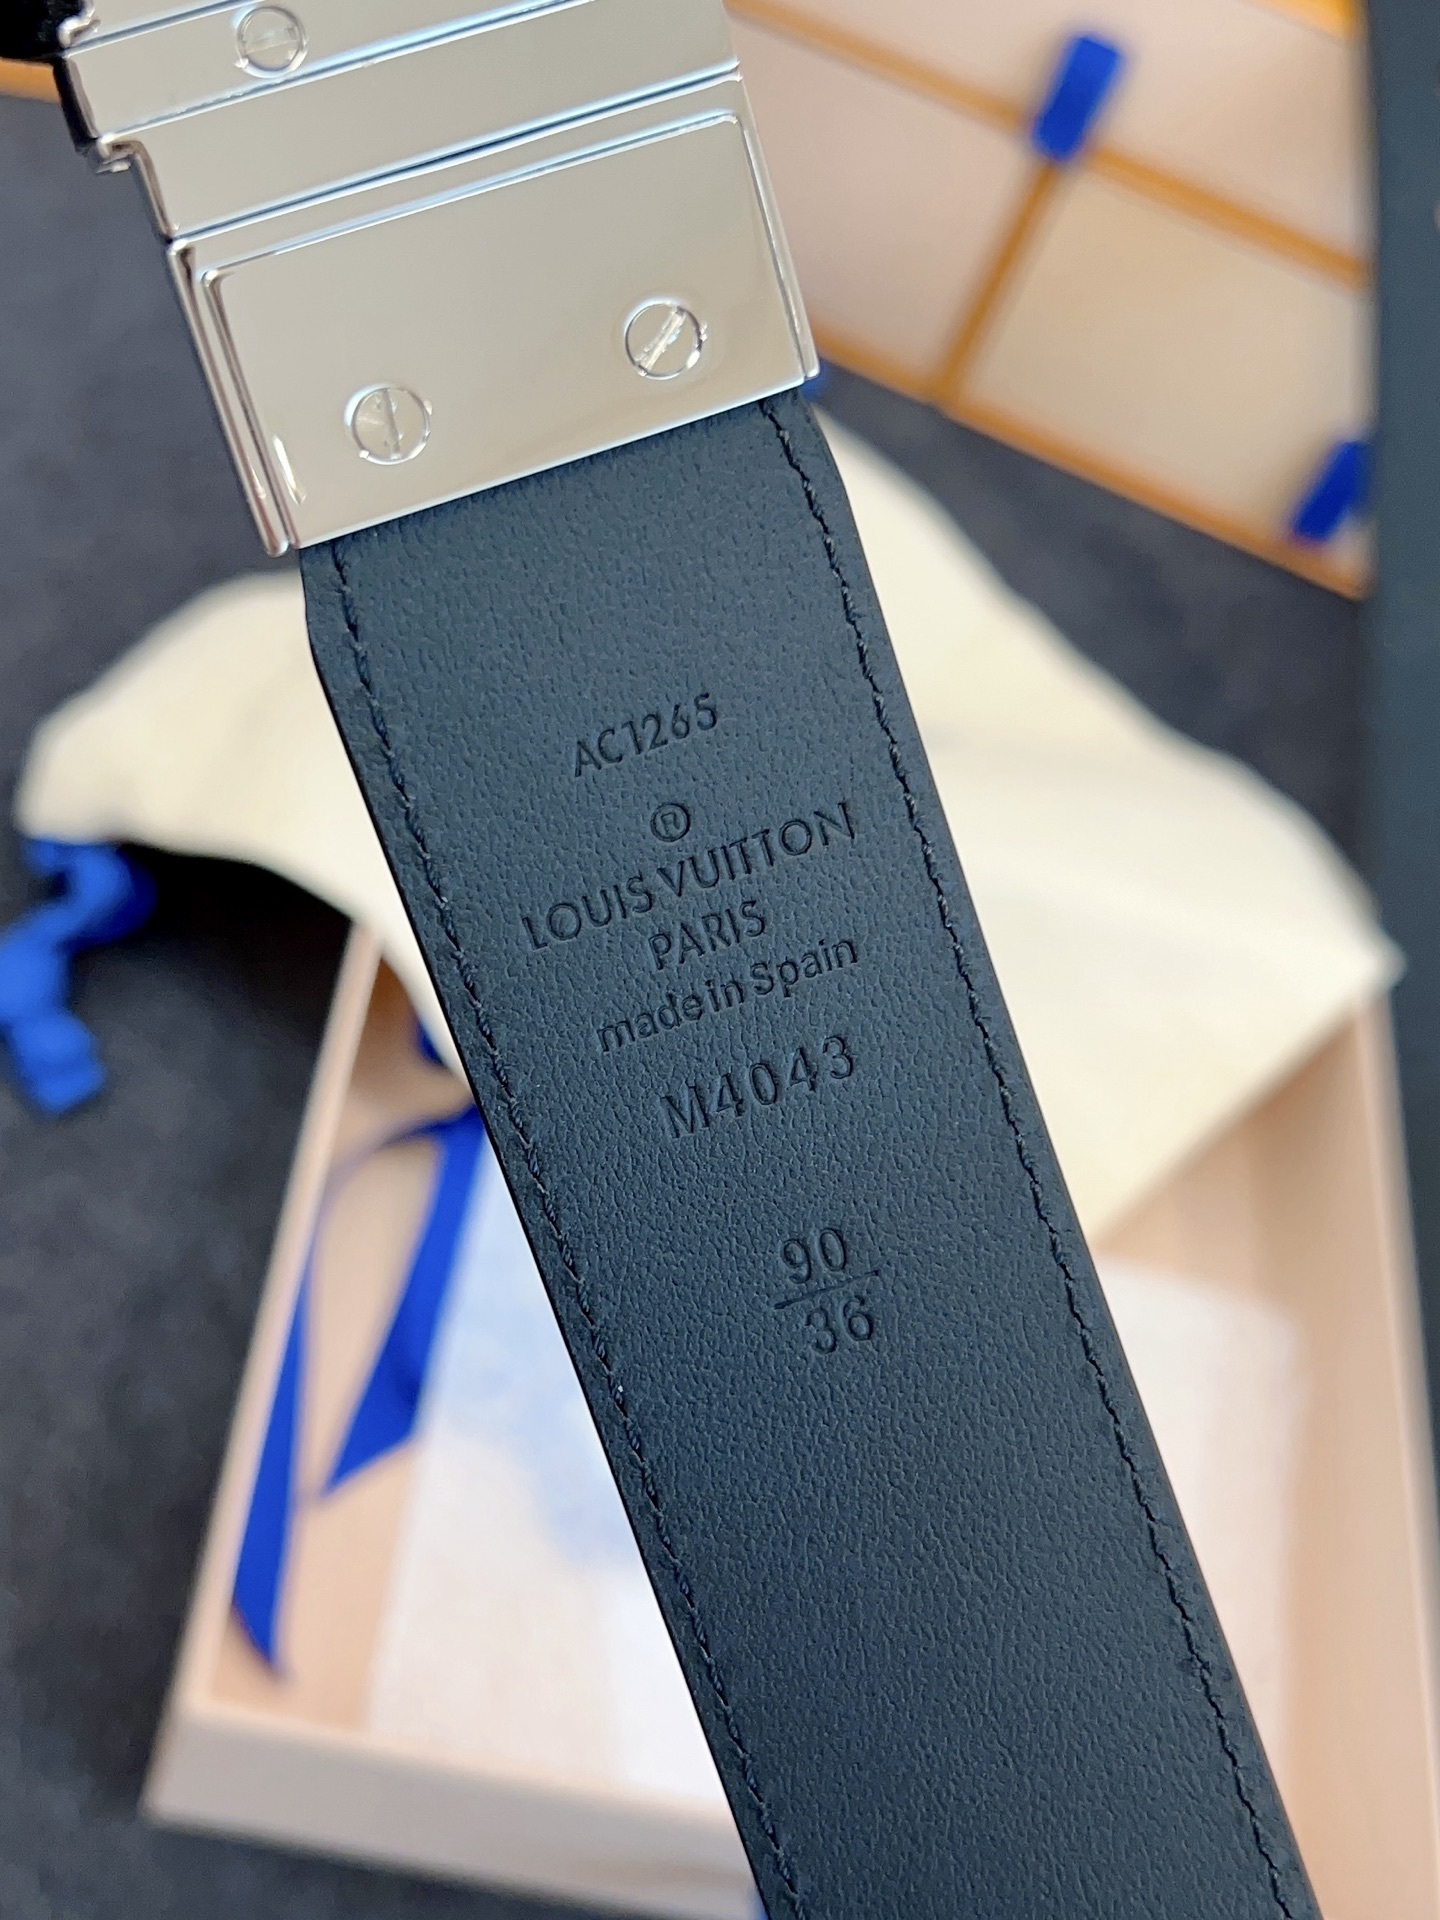 AC1265
®
LOUIS VUITTON
PARIS
made in Spain
M4043
90
36